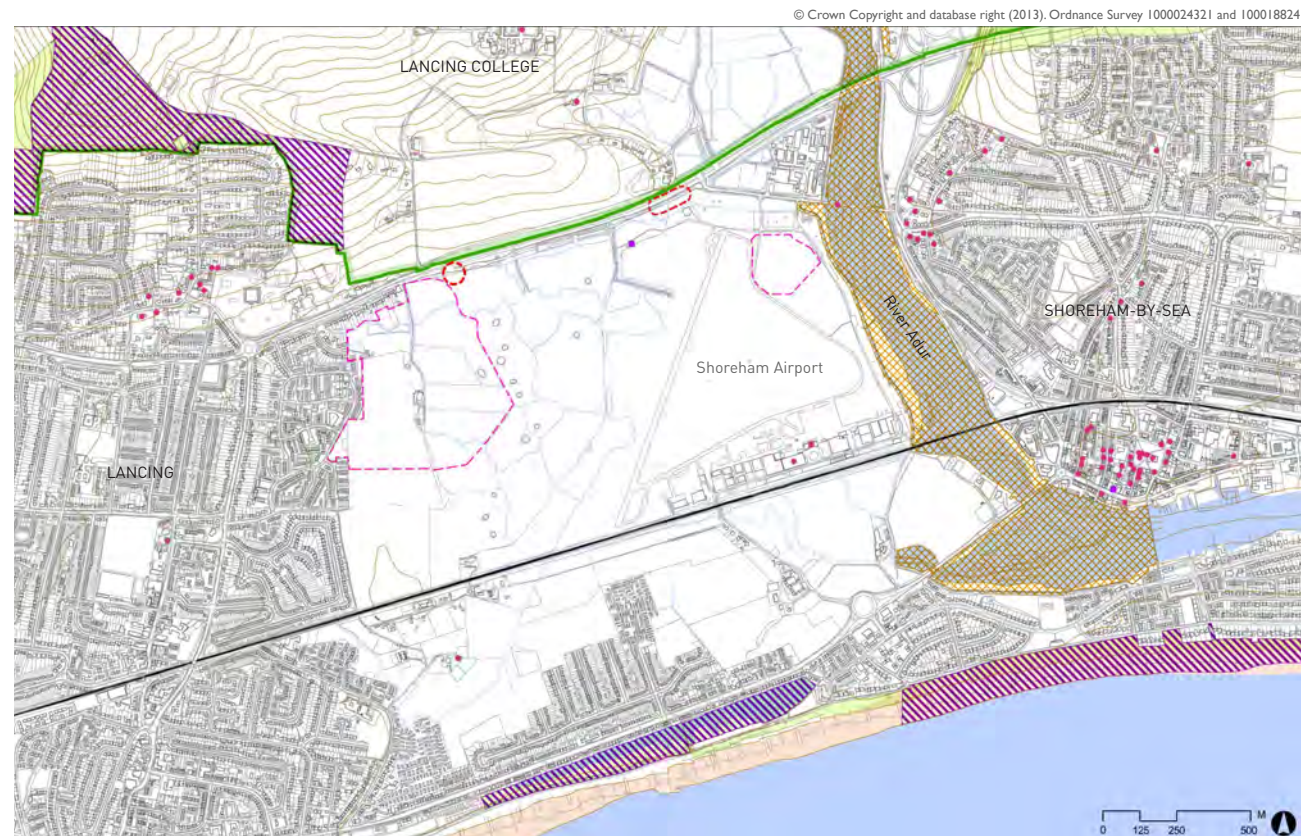 © Crown Copyright and database right (2013). Ordnance Survey 1000024321 and 100018824
LANCING COLLEGE
River Adur
SHOREHAM-BY-SEA
Shoreham Airport
LANCING
M
0 125 250 500